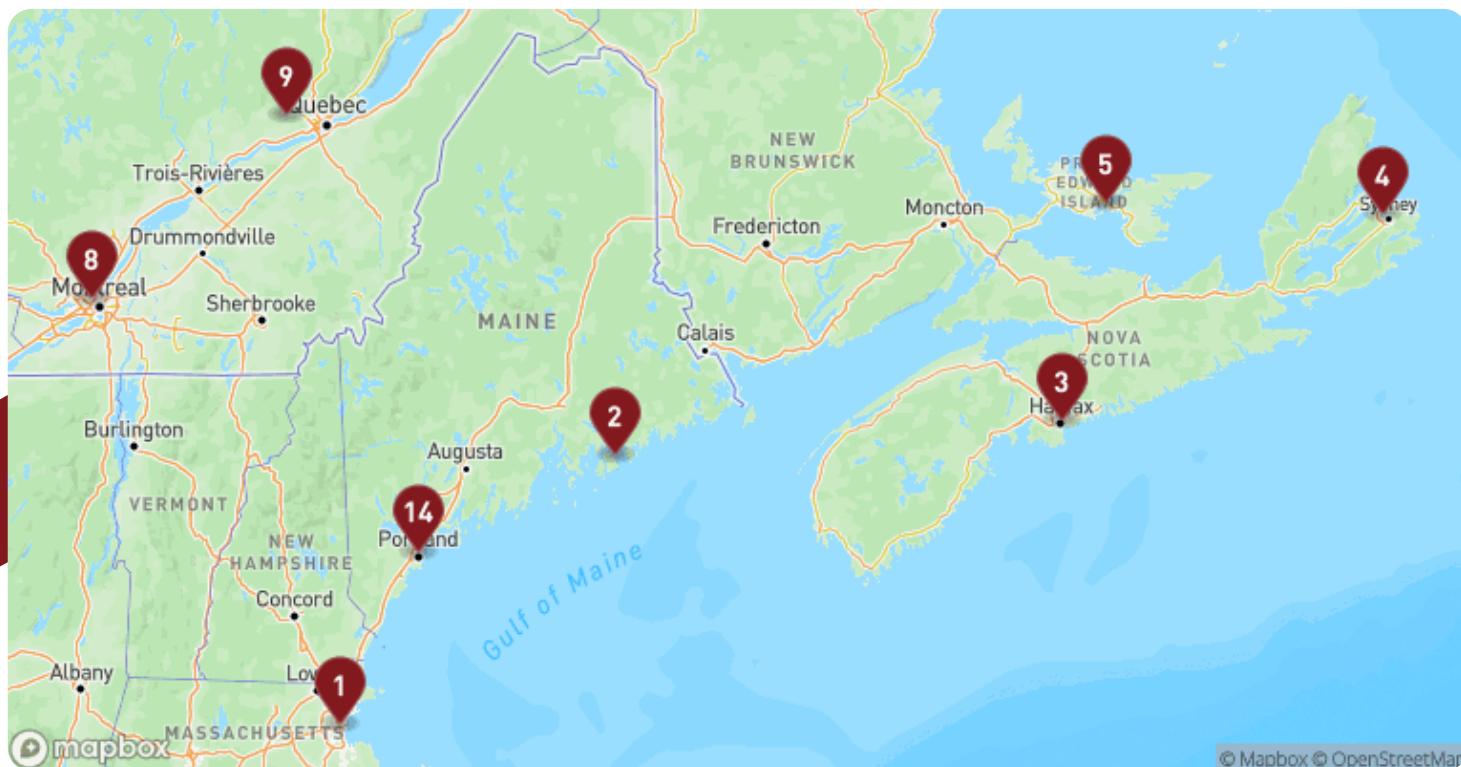 9
Quebec
NEW
BRUNSWICK
5
PRINCE
EDWARD
ISLAND
4
Sydney
Trois-Rivières
Moncton
Fredericton
Drummondville
8
Montreal
Sherbrooke
MAINE
Calais
NOVA
SCOTIA
3
Halifax
2
Burlington
Augusta
VERMONT
14
Portland
NEW
HAMPSHIRE
Gulf of Maine
Concord
Albany
Low
1
MASSACHUSETTS
mapbox
© Mapbox © OpenStreetMap